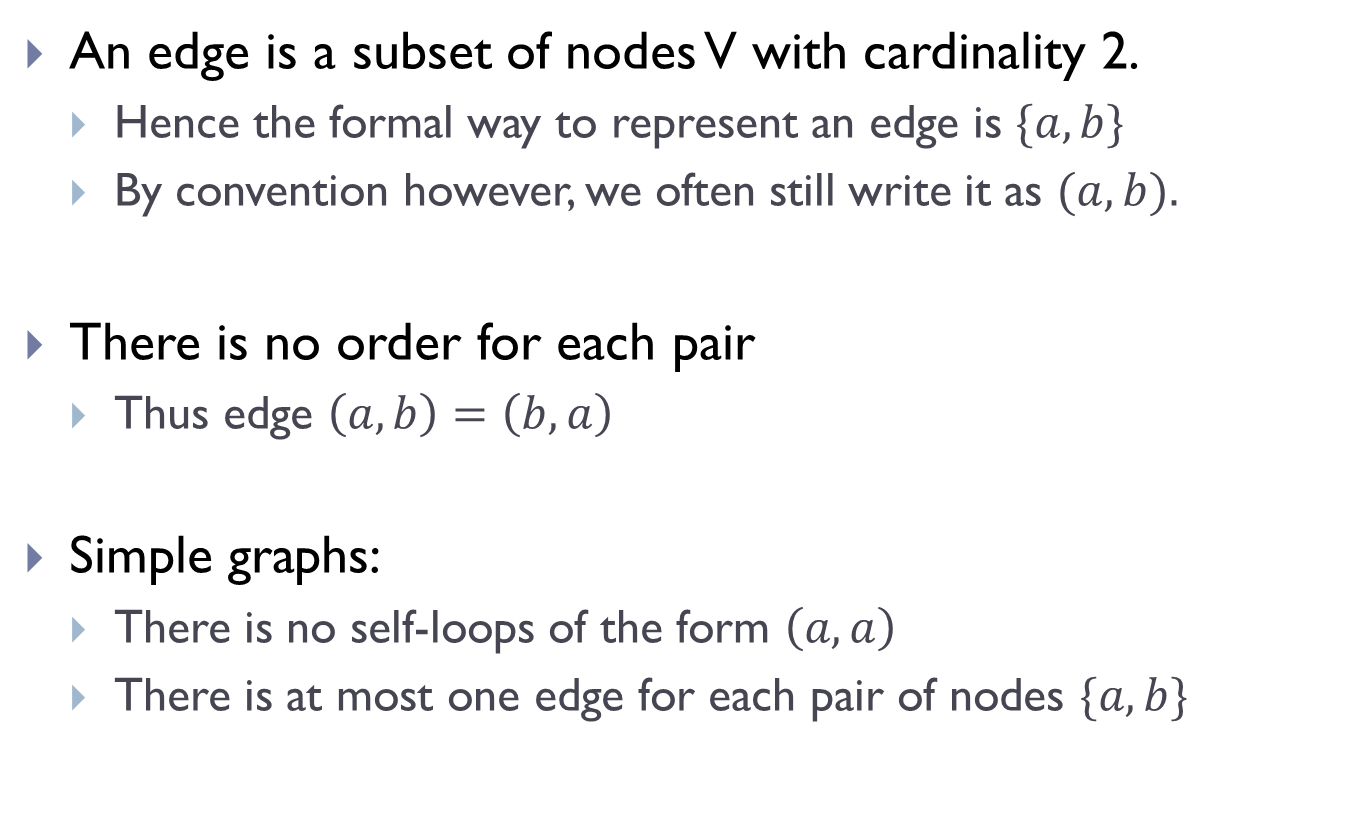 An edge is a subset of nodes V with cardinality 2.
Hence the formal way to represent an edge is {a, b}
By convention however, we often still write it as (a, b).
There is no order for each pair
Thus edge (a, b) = (b, a)
Simple graphs:
There is no self-loops of the form (a, a)
There is at most one edge for each pair of nodes {a, b}